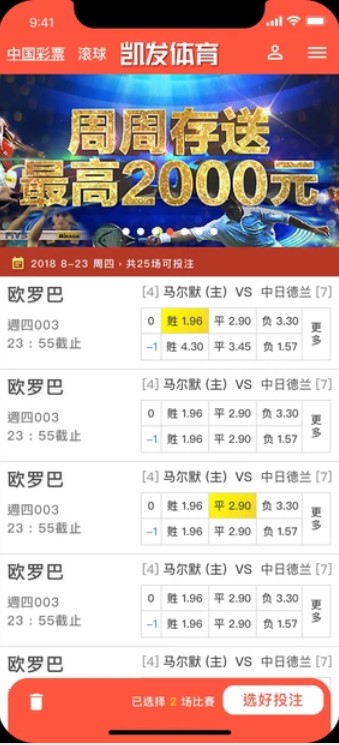 9:41
中国彩票 滚球 凯发体育
周周存送
最高2000元
MIKASA
2018 8-23 周四，共25场可投注
欧罗巴 [4] 马尔默 (主) VS 中日德兰 [7]
週四003 0 胜 1.96 平 2.90 负 3.30 更多
23：55截止 -1 胜 4.30 平 3.45 负 1.57
欧罗巴 [4] 马尔默 (主) VS 中日德兰 [7]
週四003 0 胜 1.96 平 2.90 负 3.30 更多
23：55截止 -1 胜 1.96 平 2.90 负 1.57
欧罗巴 [4] 马尔默 (主) VS 中日德兰 [7]
週四003 0 胜 1.96 平 2.90 负 3.30 更多
23：55截止 -1 胜 1.96 平 2.90 负 1.57
欧罗巴 [4] 马尔默 (主) VS 中日德兰 [7]
週四003 0 胜 1.96 平 2.90 负 3.30 更多
23：55截止 -1 胜 1.96 平 2.90 负 1.57
欧罗巴 [4] 马尔默 (主) VS 中日德兰 [7]
已选择 2 场比赛 选好投注